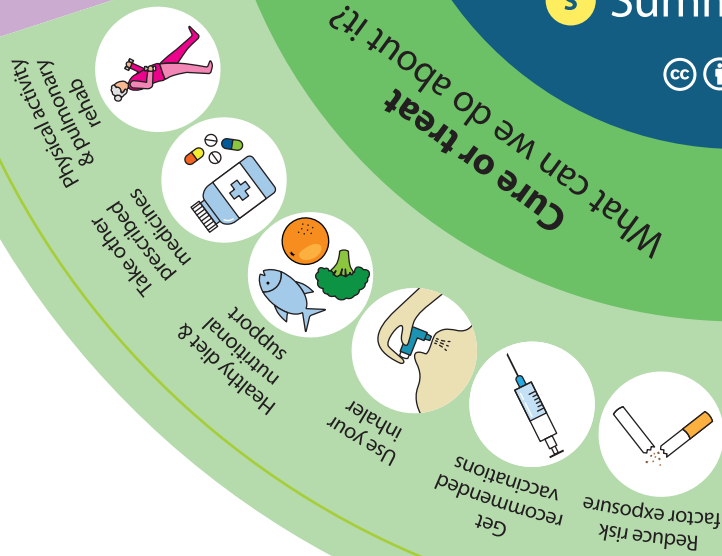 s Summ
cc
Cure or treat
What can we do about it?
Reduce risk
factor exposure
Get
recommended
vaccinations
Use your
inhaler
Healthy diet &
nutritional
support
Take other
prescribed
medicines
Physical activity
& pulmonary
rehab